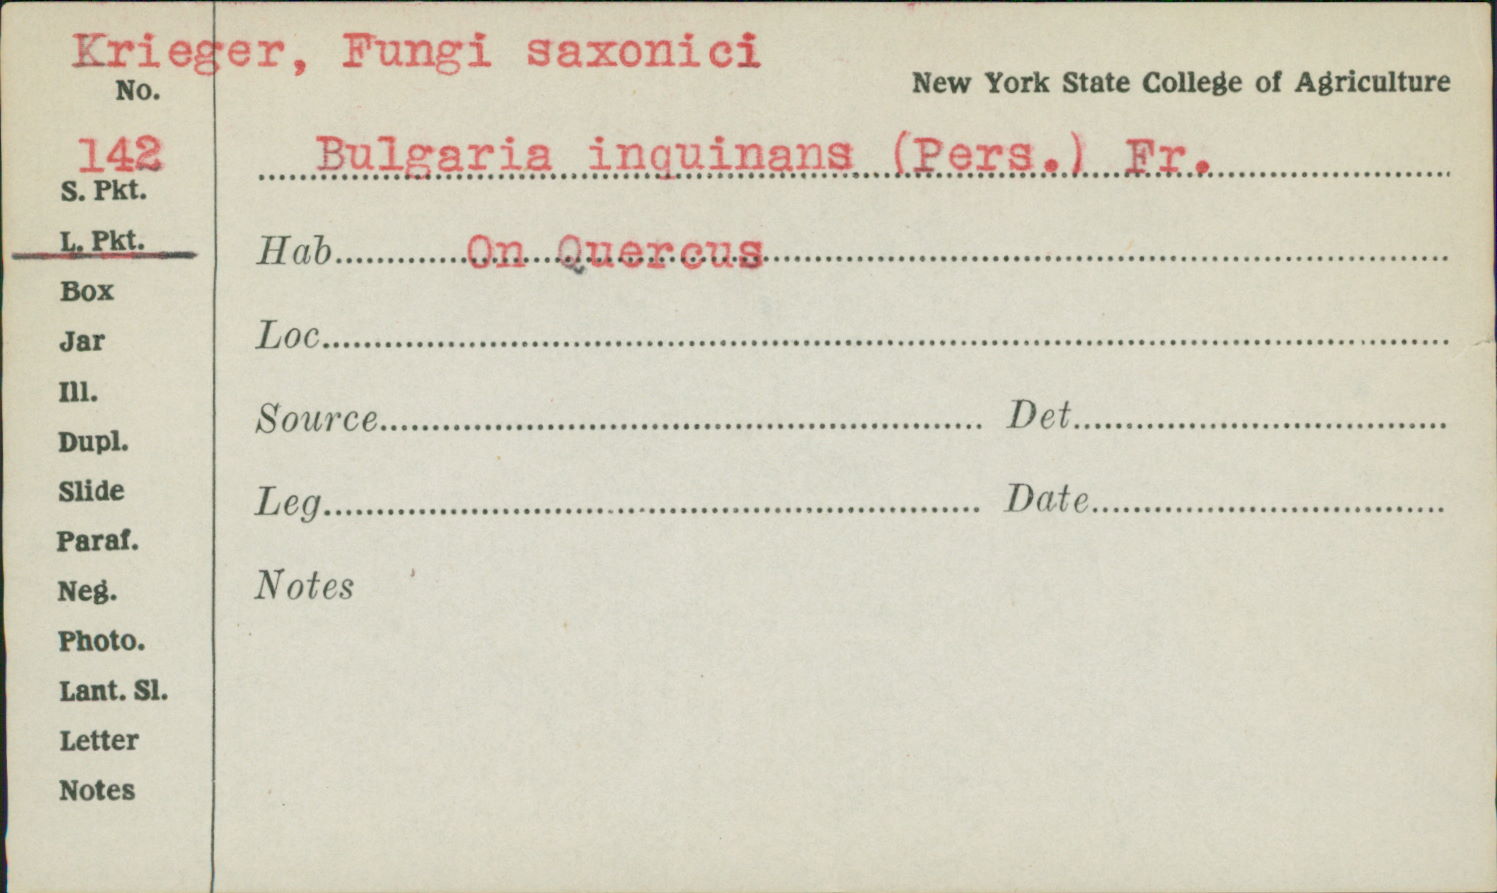 Krieger, Fungi saxonici
No.
New York State College of Agriculture
142
Bulgaria inquinans (Pers.) Fr.
S. Pkt.
L. Pkt.
Hab. On Quercus
Box
Jar
Loc.
Ill.
Source Det.
Dupl.
Slide
Leg. Date
Paraf.
Neg.
Notes
Photo.
Lant. Sl.
Letter
Notes